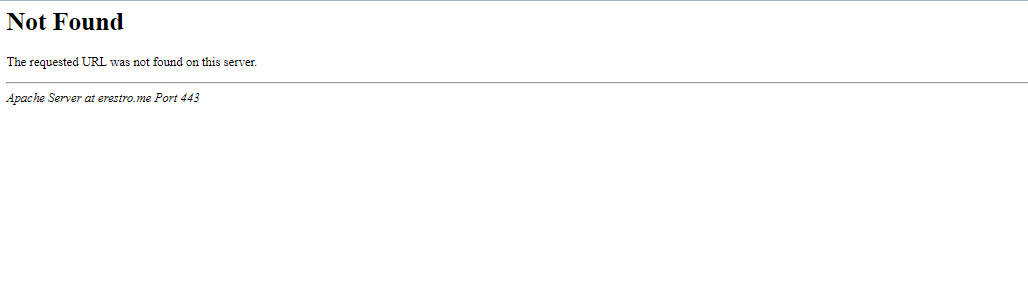 Not Found
The requested URL was not found on this server.
Apache Server at erestro.me Port 443